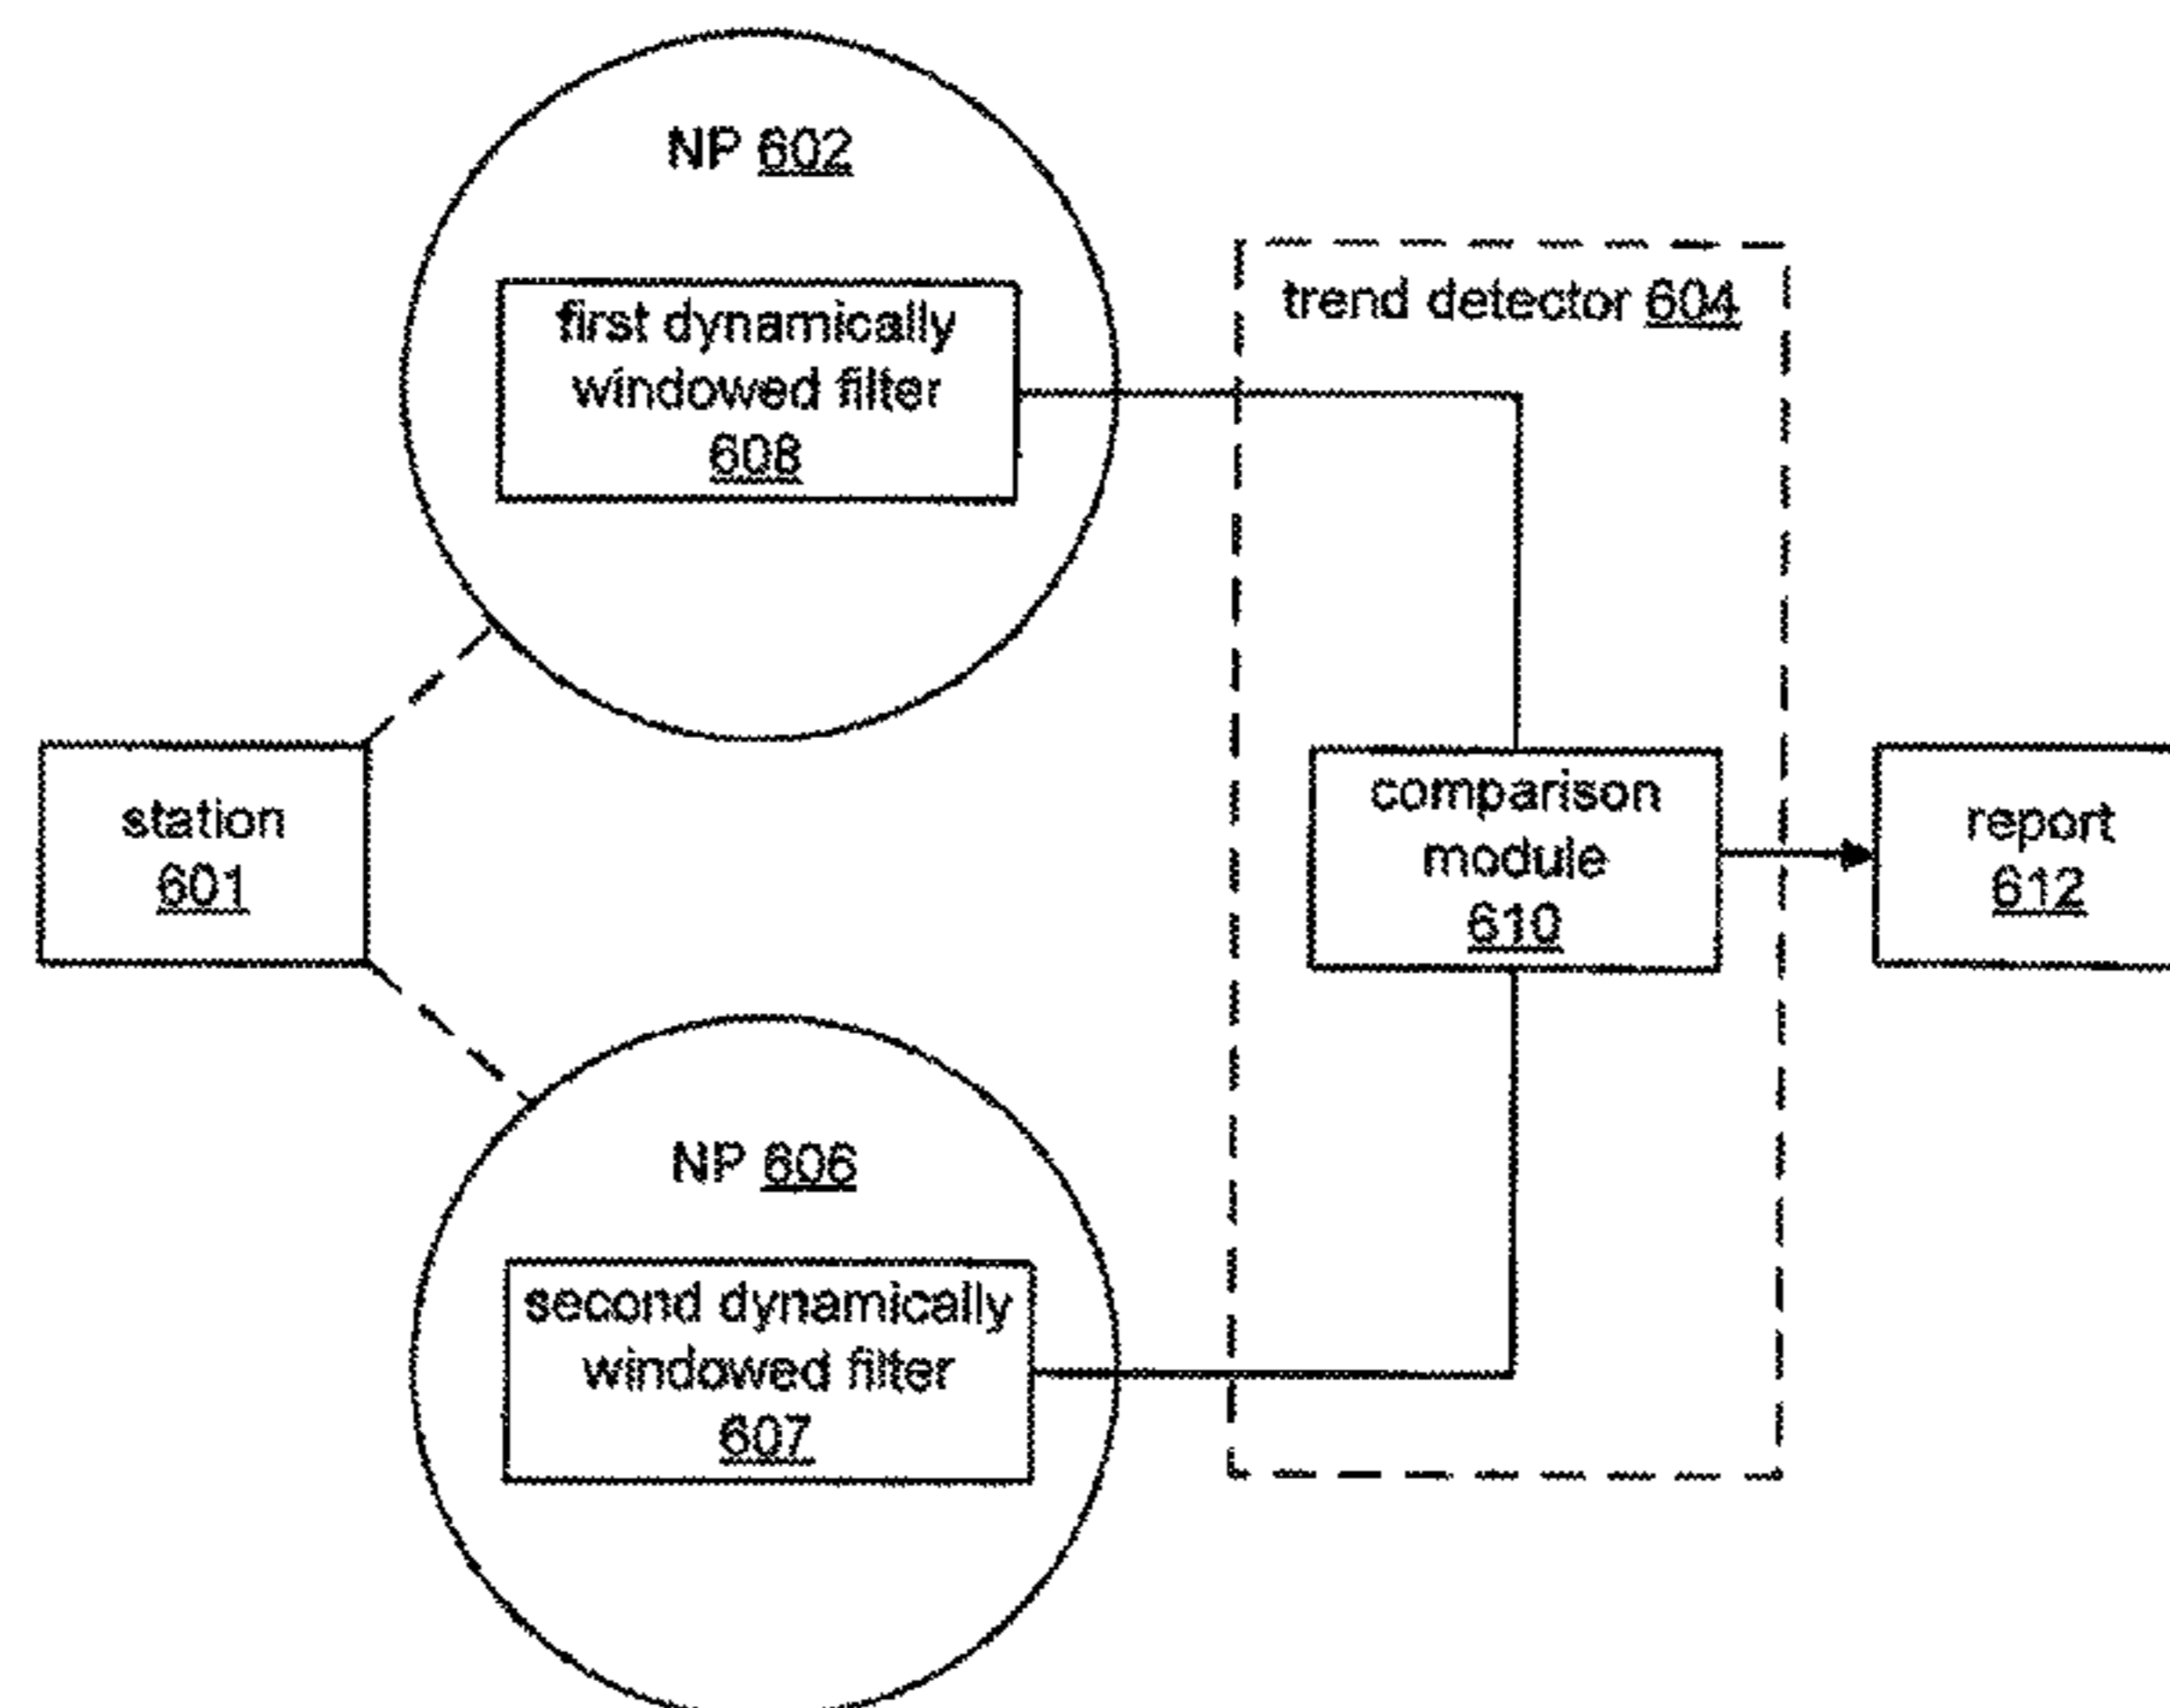 NP 602
first dynamically
windowed filter
608
trend detector 604
station
601
comparison
module
610
report
612
NP 606
second dynamically
windowed filter
607